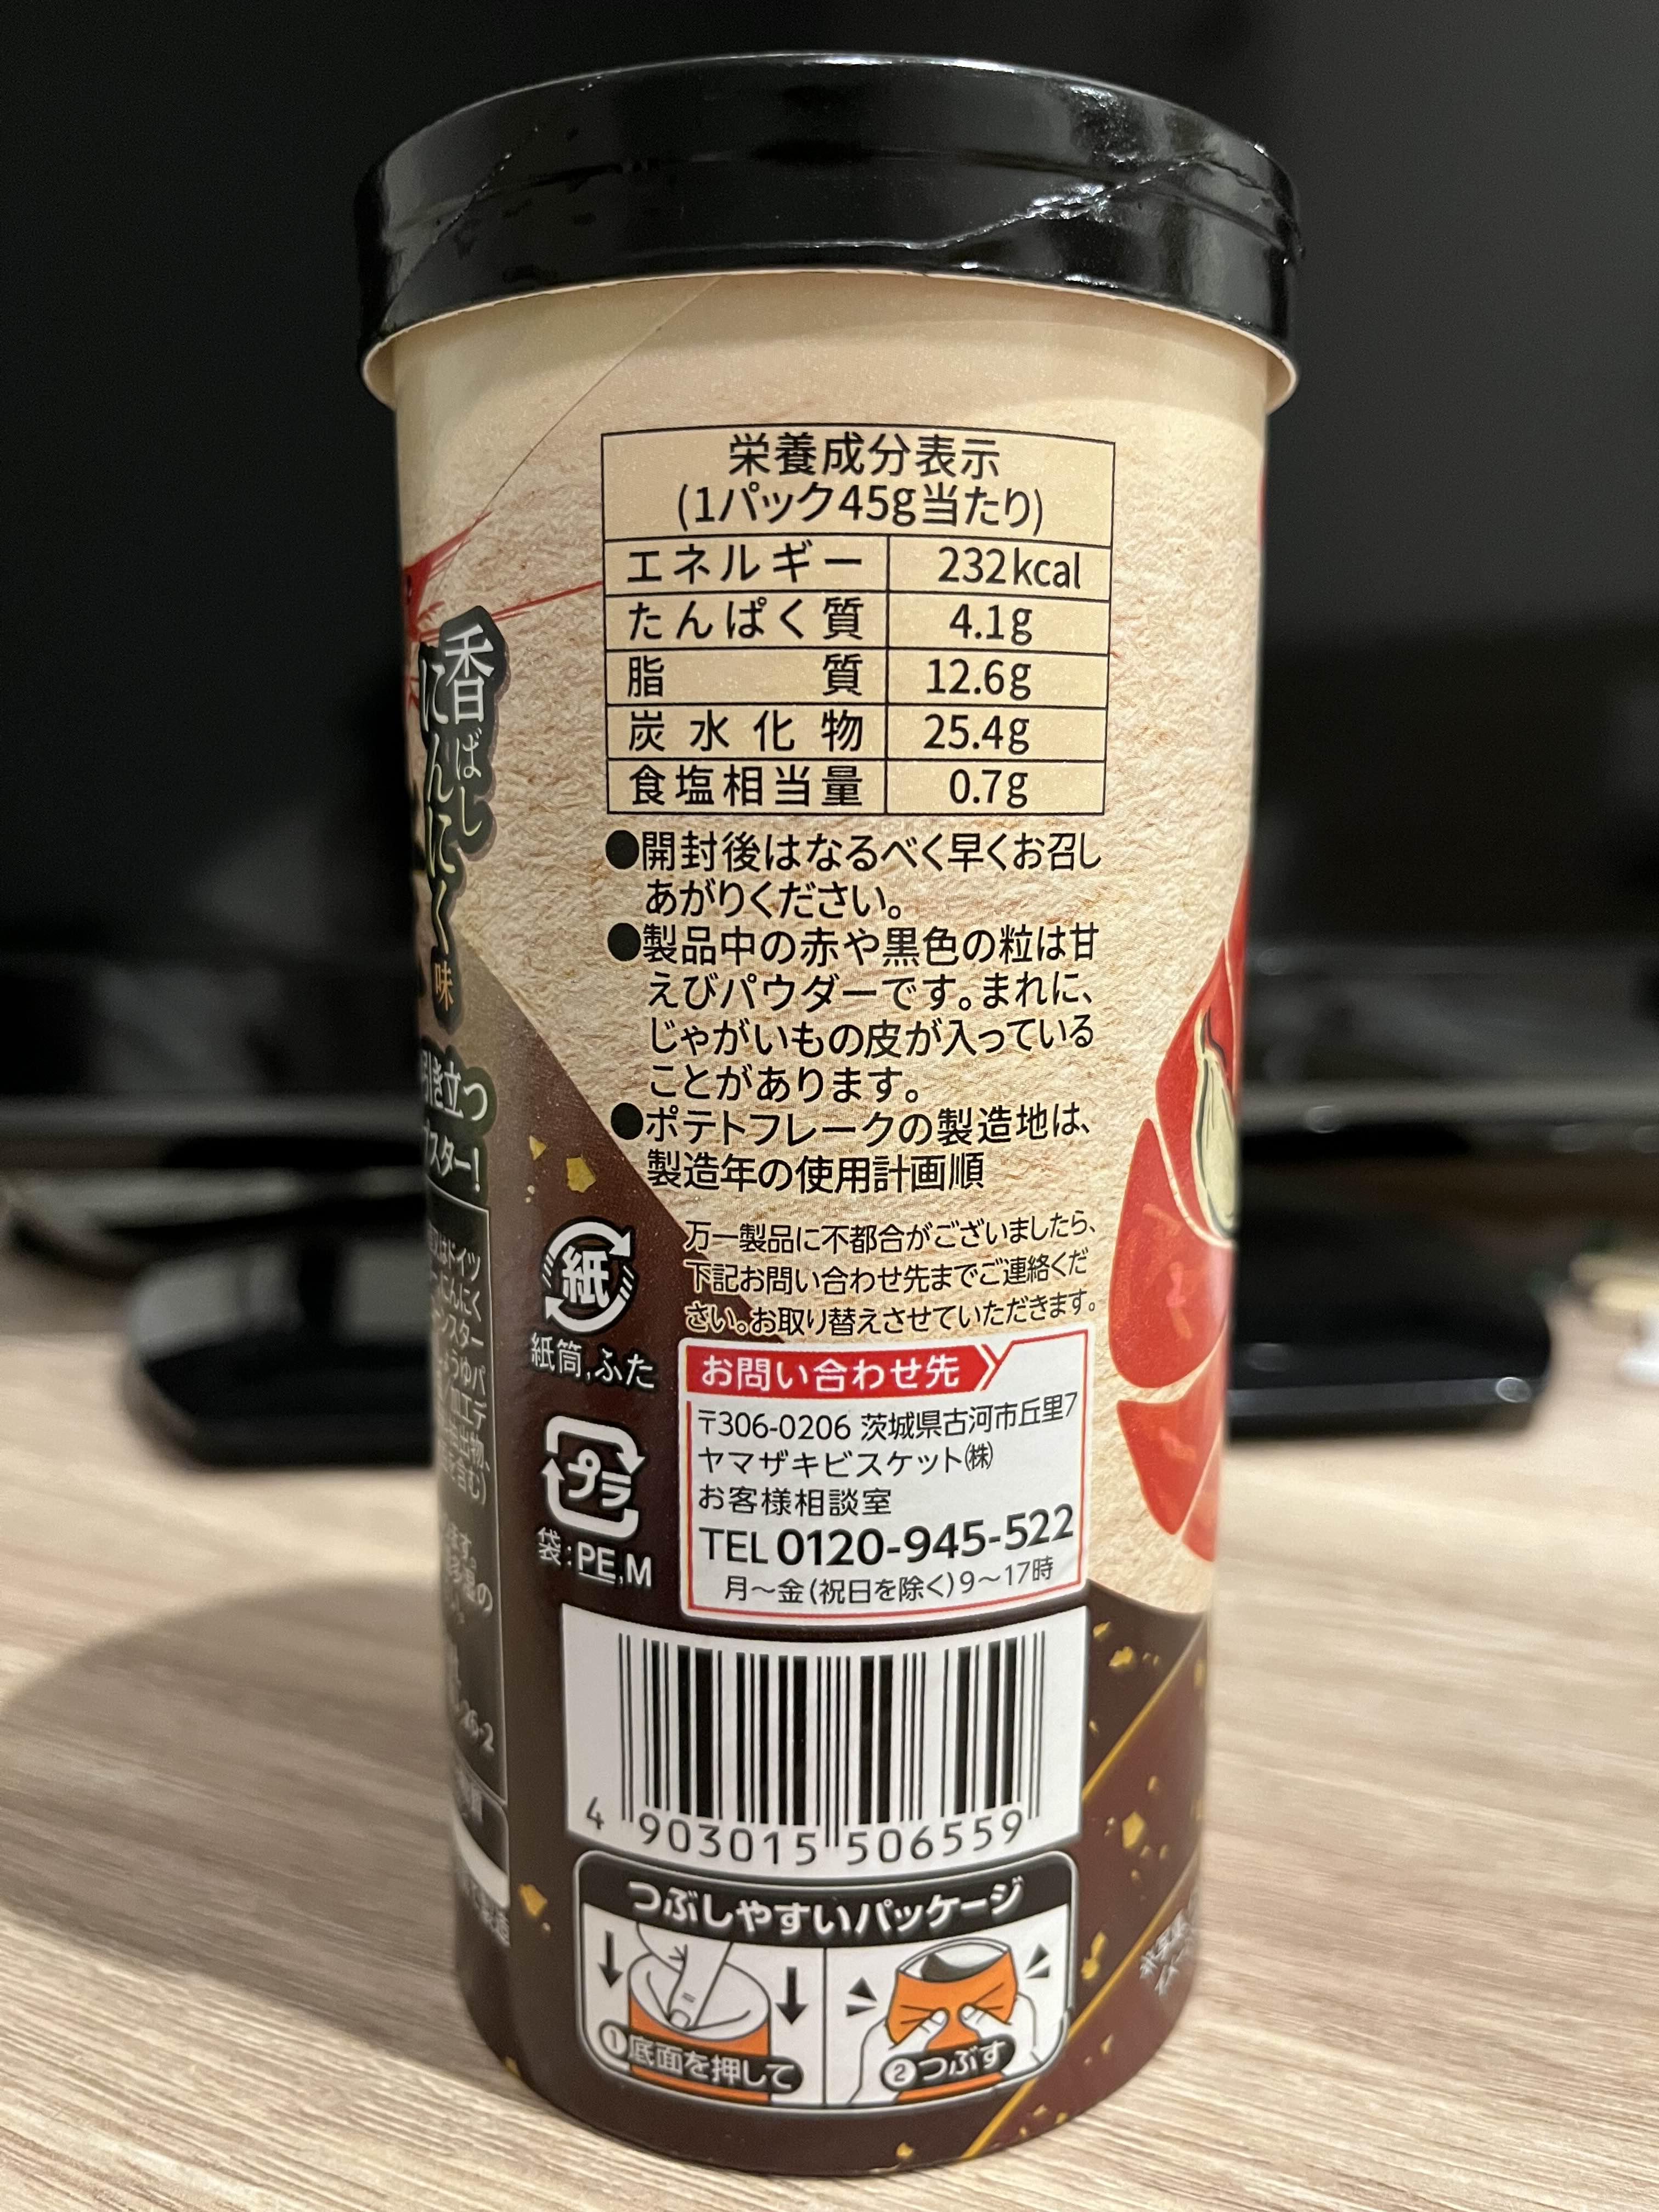 栄養成分表示
(1パック45g当たり)
エネルギー 232kcal
たんぱく質 4.1g
脂質 12.6g
炭水化物 25.4g
食塩相当量 0.7g
●開封後はなるべく早くお召し
あがりください。
●製品中の赤や黒色の粒は甘
えびパウダーです。まれに、
じゃがいもの皮が入っている
ことがあります。
●ポテトフレークの製造地は、
製造年の使用計画順
万一製品に不都合がございましたら、
下記お問い合わせ先までご連絡くだ
さい。お取り替えさせていただきます。
紙
紙筒,ふた
プラ
袋:PE,M
お問い合わせ先
〒306-0206 茨城県古河市丘里7
ヤマザキビスケット㈱
お客様相談室
TEL 0120-945-522
月～金(祝日を除く)9～17時
4 903015 506559
つぶしやすいパッケージ
①底面を押して
②つぶす
香ばし
にんにく味
引き立つ
スター!
ドイツ
にんにく